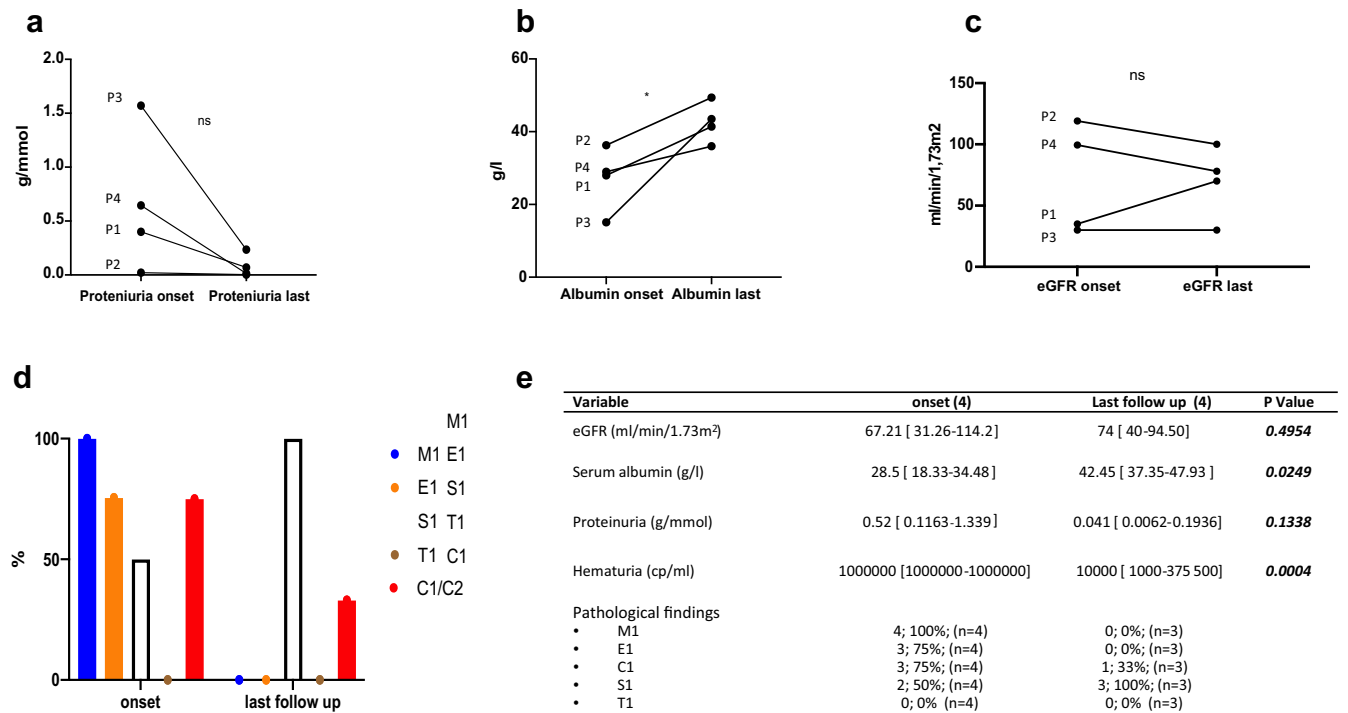 a
2.0
1.5
1.0
0.5
0.0
g/mmol
P3
P4
P1
P2
ns
Proteniuria onset
Proteniuria last
b
60
40
20
0
g/l
*
P2
P4
P1
P3
Albumin onset
Albumin last
c
150
100
50
0
ml/min/1,73m2
ns
P2
P4
P1
P3
eGFR onset
eGFR last
d
100
50
0
%
onset
last follow up
M1
M1 E1
E1 S1
S1 T1
T1 C1
C1/C2
e
Variable onset (4) Last follow up (4) P Value
eGFR (ml/min/1.73m²) 67.21 [ 31.26-114.2] 74 [ 40-94.50] 0.4954
Serum albumin (g/l) 28.5 [ 18.33-34.48] 42.45 [ 37.35-47.93 ] 0.0249
Proteinuria (g/mmol) 0.52 [ 0.1163-1.339] 0.041 [ 0.0062-0.1936] 0.1338
Hematuria (cp/ml) 1000000 [1000000-1000000] 10000 [ 1000-375 500] 0.0004
Pathological findings
• M1 4; 100%; (n=4) 0; 0%; (n=3)
• E1 3; 75%; (n=4) 0; 0%; (n=3)
• C1 3; 75%; (n=4) 1; 33%; (n=3)
• S1 2; 50%; (n=4) 3; 100%; (n=3)
• T1 0; 0% (n=4) 0; 0% (n=3)